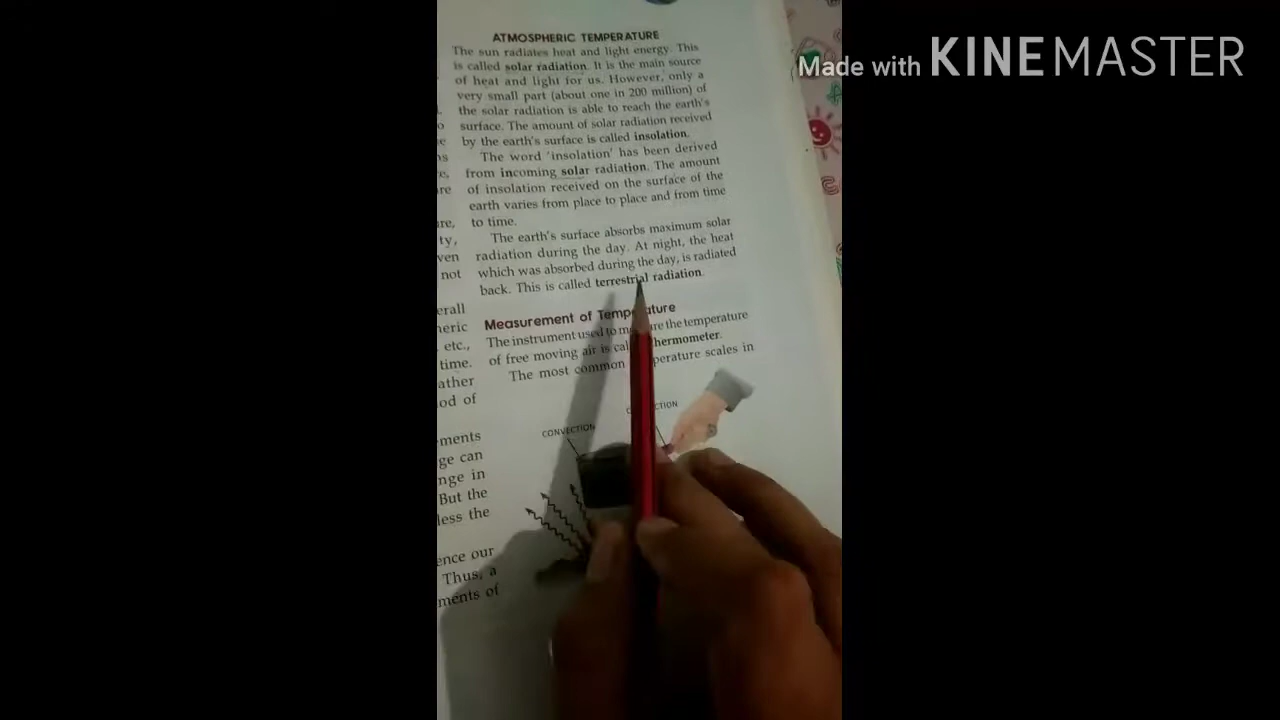 Made with KINEMASTER
ATMOSPHERIC TEMPERATURE
The sun radiates heat and light energy. This
is called solar radiation. It is the main source
of heat and light for us. However, only a
very small part (about one in 200 million) of
the solar radiation is able to reach the earth's
surface. The amount of solar radiation received
by the earth's surface is called insolation.
The word 'insolation' has been derived
from incoming solar radiation. The amount
of insolation received on the surface of the
earth varies from place to place and from time
to time.
The earth's surface absorbs maximum solar
radiation during the day. At night, the heat
which was absorbed during the day, is radiated
back. This is called terrestrial radiation.
Measurement of Temperature
The instrument used to measure the temperature
of free moving air is called thermometer.
The most common temperature scales in
CONVECTION
ty,
ven
not
erall
neric
etc.,
time.
ather
od of
ments
ge can
nge in
But the
less the
ence our
Thus, a
ments of